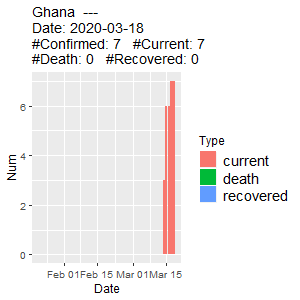 Ghana  ---
Date: 2020-03-18
#Confirmed: 7   #Current: 7
#Death: 0   #Recovered: 0
6
4
2
0
Num
Feb 01 Feb 15 Mar 01 Mar 15
Date
Type
current
death
recovered